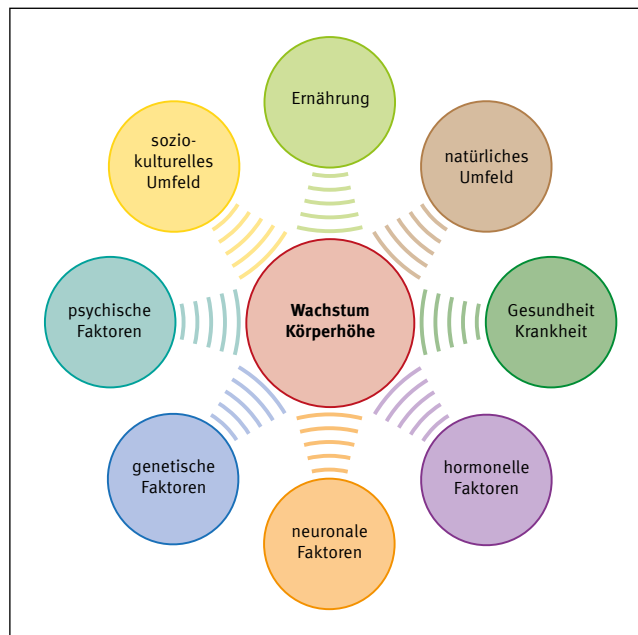 Ernährung
sozio-
kulturelles
Umfeld
natürliches
Umfeld
psychische
Faktoren
Wachstum
Körperhöhe
Gesundheit
Krankheit
genetische
Faktoren
hormonelle
Faktoren
neuronale
Faktoren